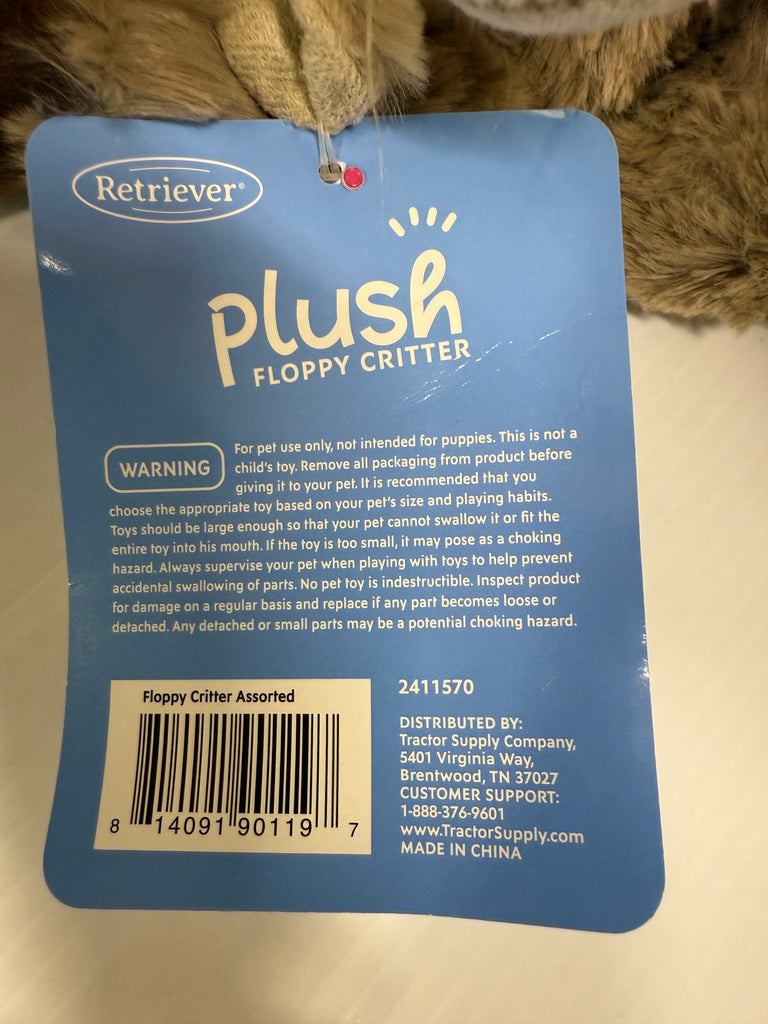 Retriever®
plush
FLOPPY CRITTER
WARNING
For pet use only, not intended for puppies. This is not a
child's toy. Remove all packaging from product before
giving it to your pet. It is recommended that you
choose the appropriate toy based on your pet's size and playing habits.
Toys should be large enough so that your pet cannot swallow it or fit the
entire toy into his mouth. If the toy is too small, it may pose as a choking
hazard. Always supervise your pet when playing with toys to help prevent
accidental swallowing of parts. No pet toy is indestructible. Inspect product
for damage on a regular basis and replace if any part becomes loose or
detached. Any detached or small parts may be a potential choking hazard.
Floppy Critter Assorted
8 14091 90119 7
2411570
DISTRIBUTED BY:
Tractor Supply Company,
5401 Virginia Way,
Brentwood, TN 37027
CUSTOMER SUPPORT:
1-888-376-9601
www.TractorSupply.com
MADE IN CHINA